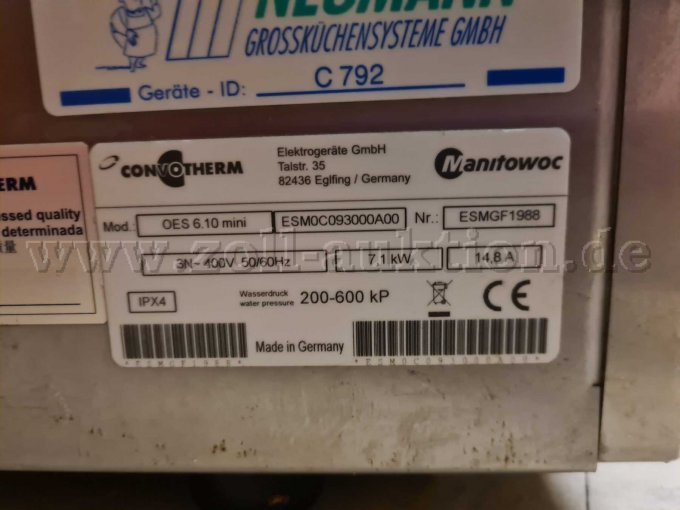 NEUMANN
GROSSKÜCHENSYSTEME GMBH
Geräte - ID: C 792
CONVOTHERM
Elektrogeräte GmbH
Talstr. 35
82436 Eglfing / Germany
Manitowoc
ERM
essed quality
determinada
Mod.: OES 6.10 mini ESM0C093000A00 Nr.: ESMGF1988
www.zoll-auktion.de
3N~ 400V 50/60Hz 7,1 kW 14,8 A
IPX4
Wasserdruck
water pressure
200-600 kP
CE
Made in Germany
*ESMGF1988*